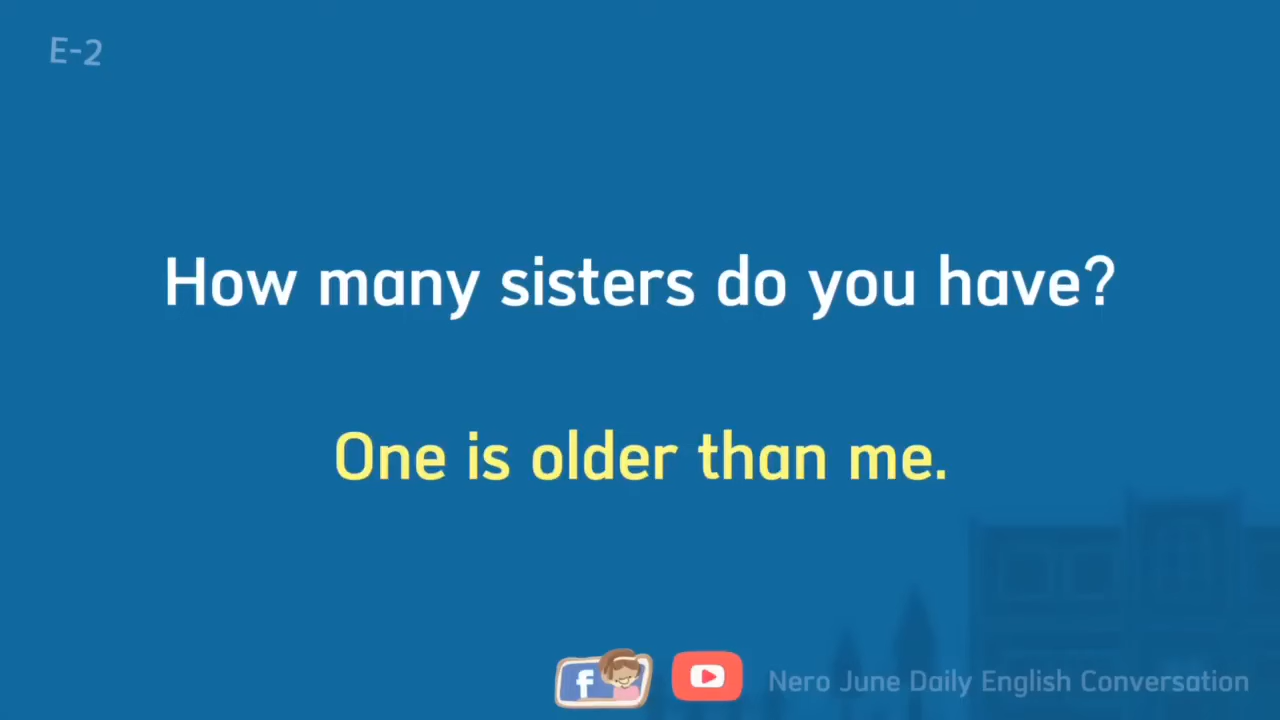 E-2
How many sisters do you have?
One is older than me.
f
Nero June Daily English Conversation